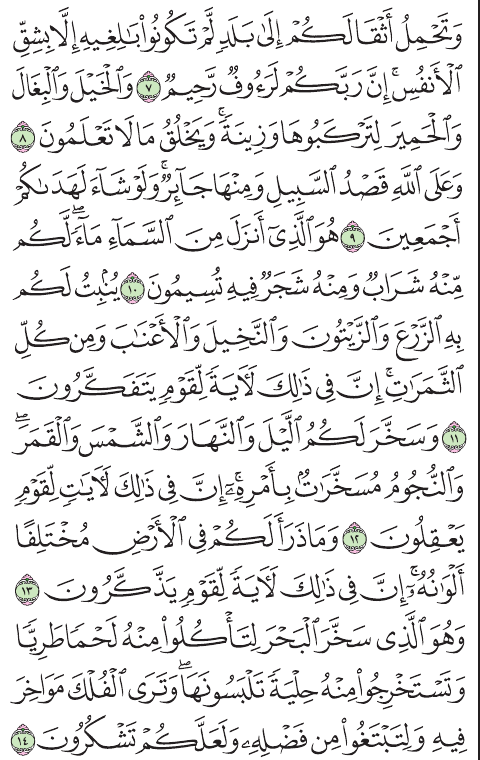 وَتَحْمِلُ أَثْقَالَكُمْ إِلَىٰ بَلَدٍ لَّمْ تَكُونُوا۟ بَـٰلِغِيهِ إِلَّا بِشِقِّ
ٱلْأَنفُسِ ۚ إِنَّ رَبَّكُمْ لَرَءُوفٌ رَّحِيمٌ ٧ وَٱلْخَيْلَ وَٱلْبِغَالَ
وَٱلْحَمِيرَ لِتَرْكَبُوهَا وَزِينَةً ۚ وَيَخْلُقُ مَا لَا تَعْلَمُونَ ٨
وَعَلَى ٱللَّهِ قَصْدُ ٱلسَّبِيلِ وَمِنْهَا جَآئِرٌ ۚ وَلَوْ شَآءَ لَهَدَىٰكُمْ
أَجْمَعِينَ ٩ هُوَ ٱلَّذِىٓ أَنزَلَ مِنَ ٱلسَّمَآءِ مَآءً ۖ لَّكُم
مِّنْهُ شَرَابٌ وَمِنْهُ شَجَرٌ فِيهِ تُسِيمُونَ ١٠ يُنۢبِتُ لَكُم
بِهِ ٱلزَّرْعَ وَٱلزَّيْتُونَ وَٱلنَّخِيلَ وَٱلْأَعْنَـٰبَ وَمِن كُلِّ
ٱلثَّمَرَٰتِ ۗ إِنَّ فِى ذَٰلِكَ لَـَٔايَةً لِّقَوْمٍ يَتَفَكَّرُونَ
١١ وَسَخَّرَ لَكُمُ ٱلَّيْلَ وَٱلنَّهَارَ وَٱلشَّمْسَ وَٱلْقَمَرَ ۖ
وَٱلنُّجُومُ مُسَخَّرَٰتٌۢ بِأَمْرِهِۦٓ ۗ إِنَّ فِى ذَٰلِكَ لَـَٔايَـٰتٍ لِّقَوْمٍ
يَعْقِلُونَ ١٢ وَمَا ذَرَأَ لَكُمْ فِى ٱلْأَرْضِ مُخْتَلِفًا
أَلْوَٰنُهُۥٓ ۗ إِنَّ فِى ذَٰلِكَ لَـَٔايَةً لِّقَوْمٍ يَذَّكَّرُونَ ١٣
وَهُوَ ٱلَّذِى سَخَّرَ ٱلْبَحْرَ لِتَأْكُلُوا۟ مِنْهُ لَحْمًا طَرِيًّا
وَتَسْتَخْرِجُوا۟ مِنْهُ حِلْيَةً تَلْبَسُونَهَا ۖ وَتَرَى ٱلْفُلْكَ مَوَاخِرَ
فِيهِ وَلِتَبْتَغُوا۟ مِن فَضْلِهِۦ وَلَعَلَّكُمْ تَشْكُرُونَ ١٤